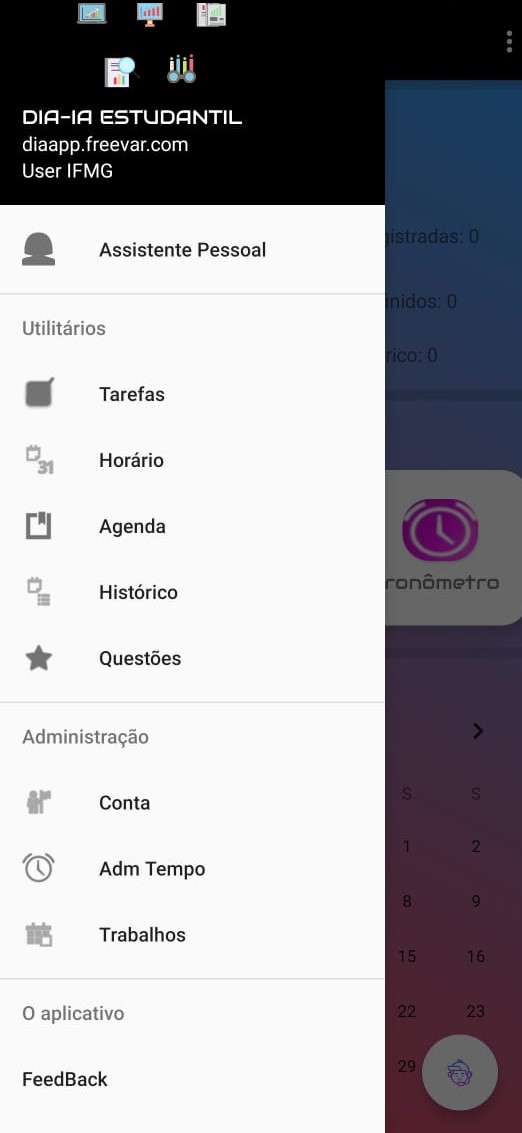 DIA-IA ESTUDANTIL
diaapp.freevar.com
User IFMG
Assistente Pessoal
gistradas: 0
Utilitários
inidos: 0
rico: 0
Tarefas
Horário
31
Agenda
Histórico
ronômetro
Questões
Administração
S S
Conta
1 2
Adm Tempo
8 9
Trabalhos
15 16
O aplicativo
22 23
FeedBack
29